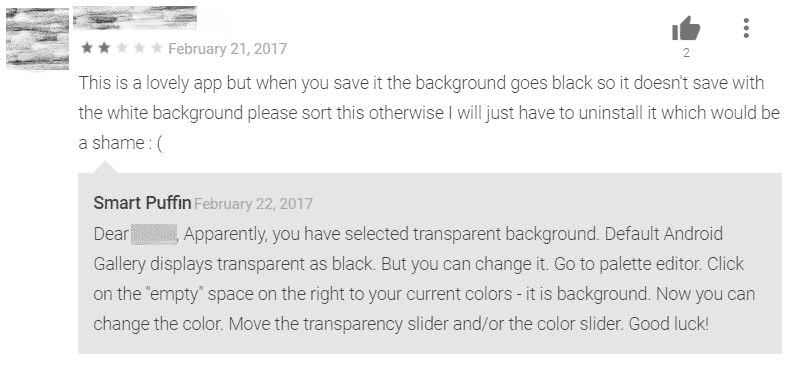 February 21, 2017
2
This is a lovely app but when you save it the background goes black so it doesn't save with
the white background please sort this otherwise I will just have to uninstall it which would be
a shame : (
Smart Puffin February 22, 2017
Dear , Apparently, you have selected transparent background. Default Android
Gallery displays transparent as black. But you can change it. Go to palette editor. Click
on the "empty" space on the right to your current colors - it is background. Now you can
change the color. Move the transparency slider and/or the color slider. Good luck!